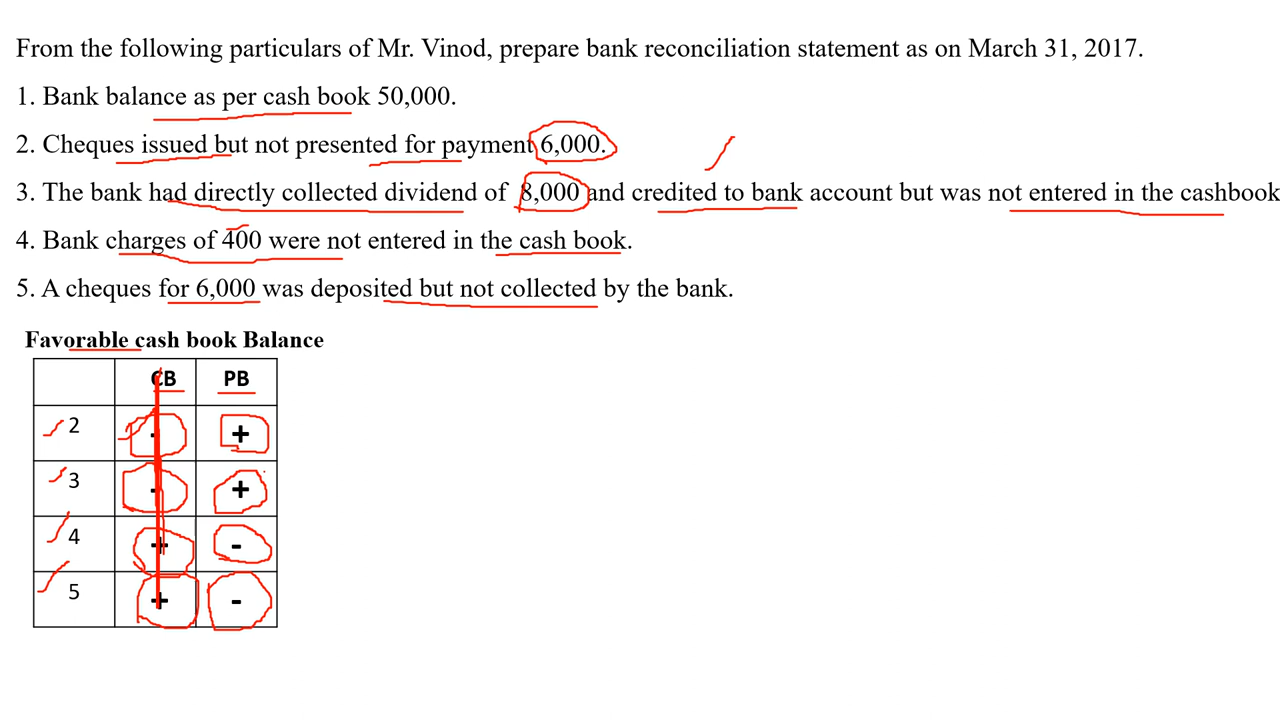 From the following particulars of Mr. Vinod, prepare bank reconciliation statement as on March 31, 2017.
1. Bank balance as per cash book 50,000.
2. Cheques issued but not presented for payment 6,000.
3. The bank had directly collected dividend of 8,000 and credited to bank account but was not entered in the cashbook
4. Bank charges of 400 were not entered in the cash book.
5. A cheques for 6,000 was deposited but not collected by the bank.
Favorable cash book Balance
CB PB
2 - +
3 - +
4 + -
5 + -